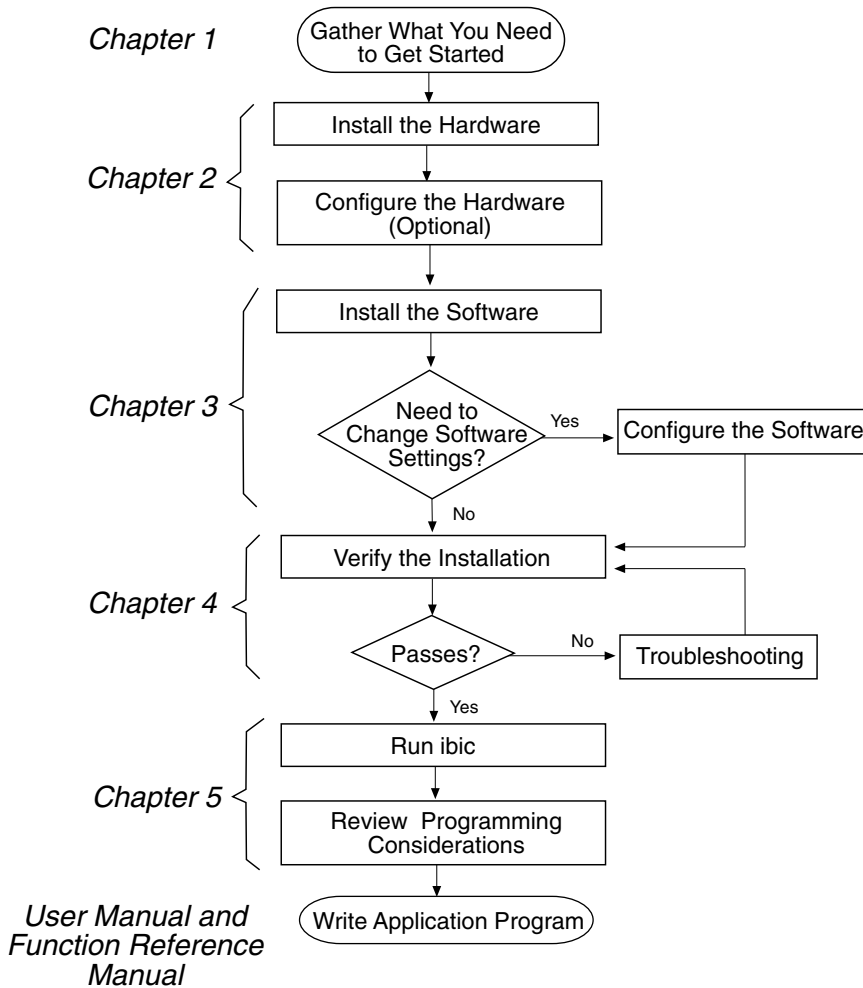 Chapter 1
Gather What You Need
to Get Started
Chapter 2
Install the Hardware
Configure the Hardware
(Optional)
Chapter 3
Install the Software
Need to
Change Software
Settings?
Yes
Configure the Software
No
Chapter 4
Verify the Installation
Passes?
No
Troubleshooting
Yes
Chapter 5
Run ibic
Review Programming
Considerations
User Manual and
Function Reference
Manual
Write Application Program